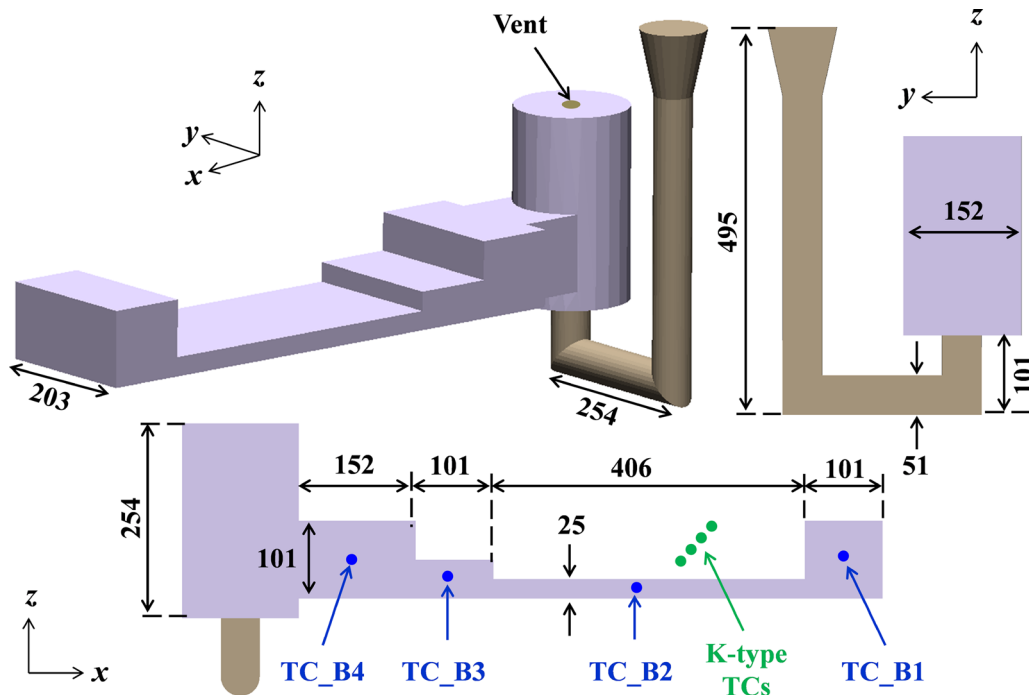 Vent
z
y
x
203
254
z
y
495
152
101
51
152
101
406
101
254
101
25
z
x
TC_B4
TC_B3
TC_B2
K-type
TCs
TC_B1